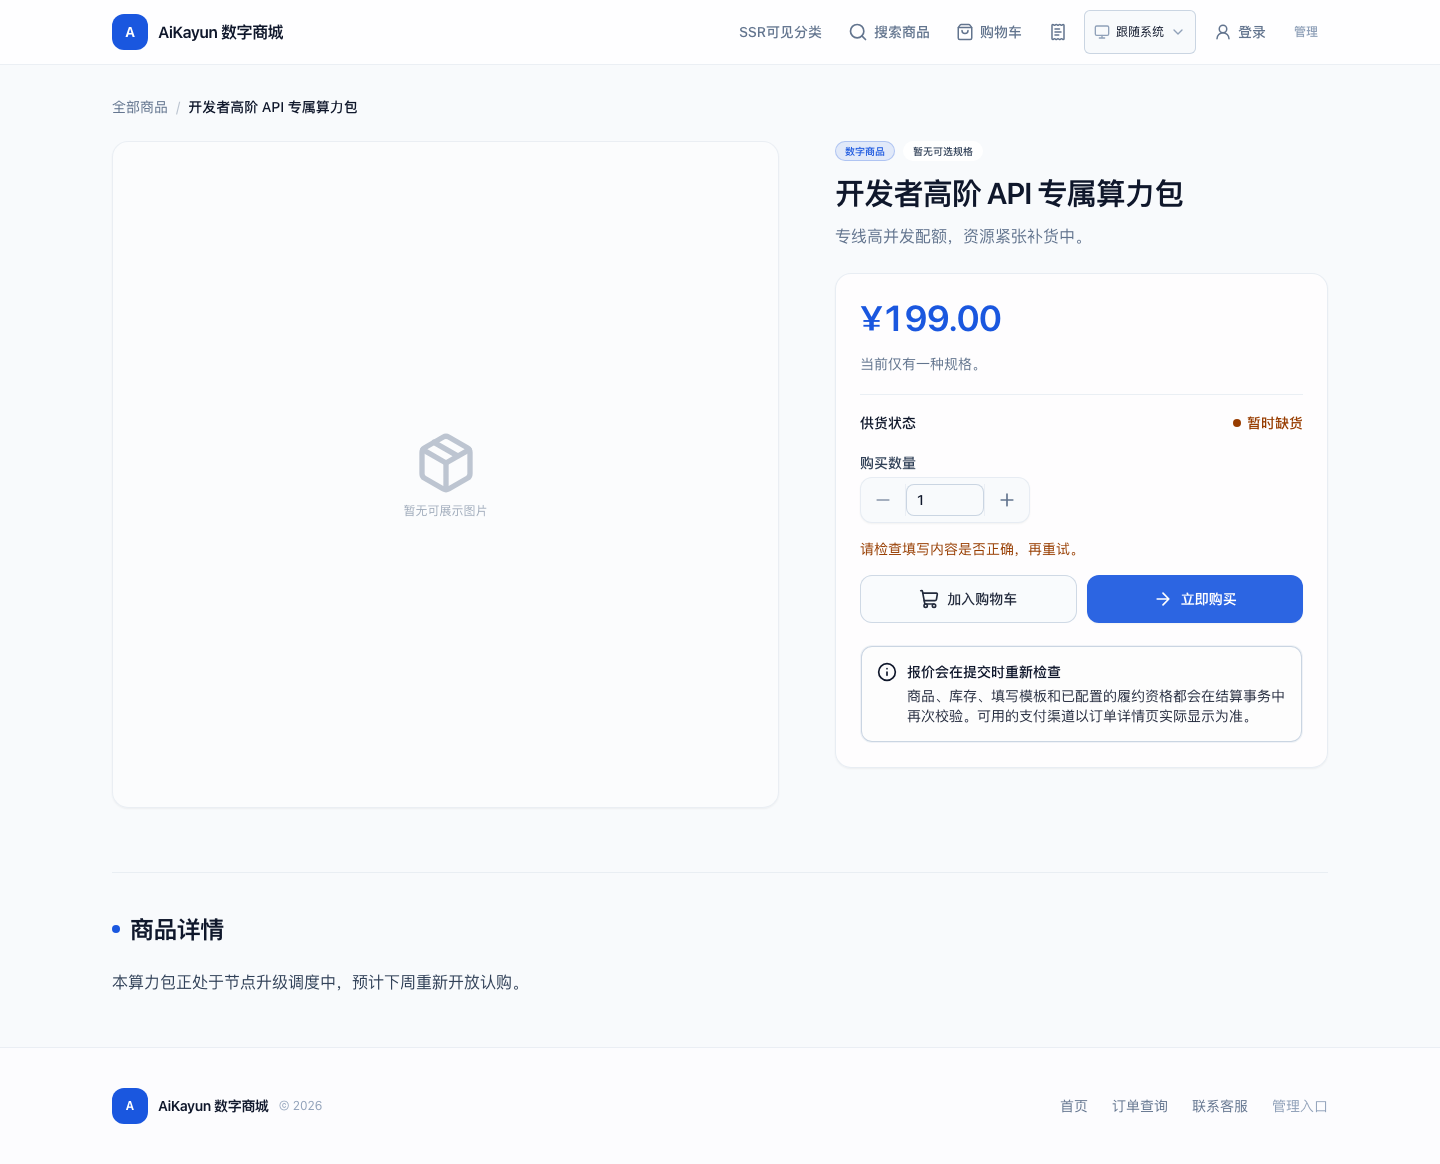 A AiKayun 数字商城 SSR可见分类 搜索商品 购物车 跟随系统 登录 管理
全部商品 / 开发者高阶 API 专属算力包
数字商品 暂无可选规格
开发者高阶 API 专属算力包
专线高并发配额，资源紧张补货中。
¥199.00
当前仅有一种规格。
供货状态 暂时缺货
购买数量
1
请检查填写内容是否正确，再重试。
加入购物车 立即购买
报价会在提交时重新检查
商品、库存、填写模板和已配置的履约资格都会在结算事务中
再次校验。可用的支付渠道以订单详情页实际显示为准。
暂无可展示图片
商品详情
本算力包正处于节点升级调度中，预计下周重新开放认购。
A AiKayun 数字商城 © 2026 首页 订单查询 联系客服 管理入口